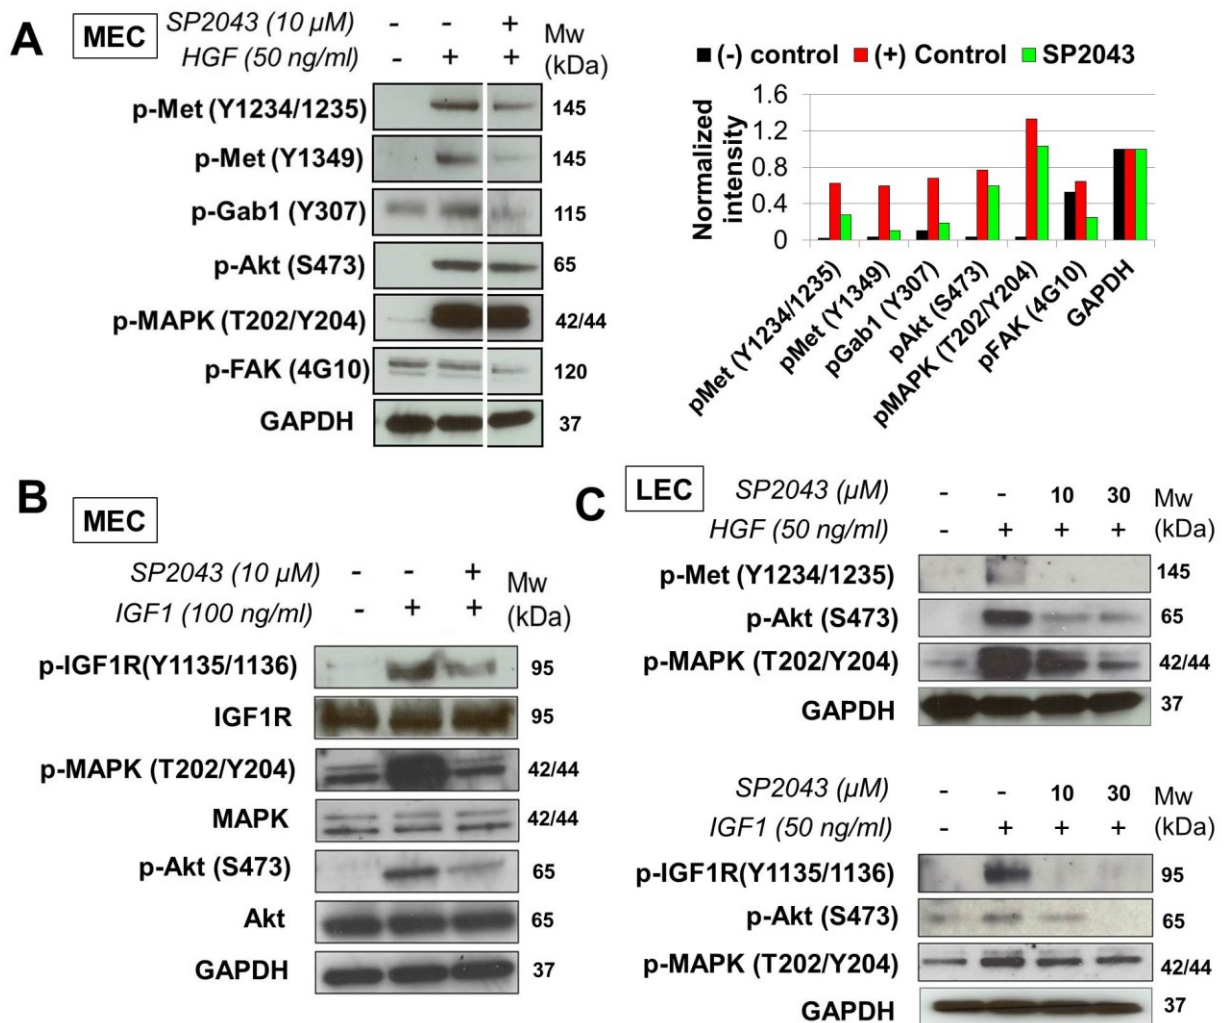 A
MEC
SP2043 (10 µM) - - +
HGF (50 ng/ml) - + +
Mw
(kDa)
p-Met (Y1234/1235) 145
p-Met (Y1349) 145
p-Gab1 (Y307) 115
p-Akt (S473) 65
p-MAPK (T202/Y204) 42/44
p-FAK (4G10) 120
GAPDH 37
(-) control (+) Control SP2043
Normalized
intensity
1.6
1.2
0.8
0.4
0
pMet (Y1234/1235)
pMet (Y1349)
pGab1 (Y307)
pAkt (S473)
pMAPK (T202/Y204)
pFAK (4G10)
GAPDH
B
MEC
SP2043 (10 µM) - - +
IGF1 (100 ng/ml) - + +
Mw
(kDa)
p-IGF1R(Y1135/1136) 95
IGF1R 95
p-MAPK (T202/Y204) 42/44
MAPK 42/44
p-Akt (S473) 65
Akt 65
GAPDH 37
C
LEC
SP2043 (µM) - - 10 30
HGF (50 ng/ml) - + + +
Mw
(kDa)
p-Met (Y1234/1235) 145
p-Akt (S473) 65
p-MAPK (T202/Y204) 42/44
GAPDH 37
SP2043 (µM) - - 10 30
IGF1 (50 ng/ml) - + + +
Mw
(kDa)
p-IGF1R(Y1135/1136) 95
p-Akt (S473) 65
p-MAPK (T202/Y204) 42/44
GAPDH 37